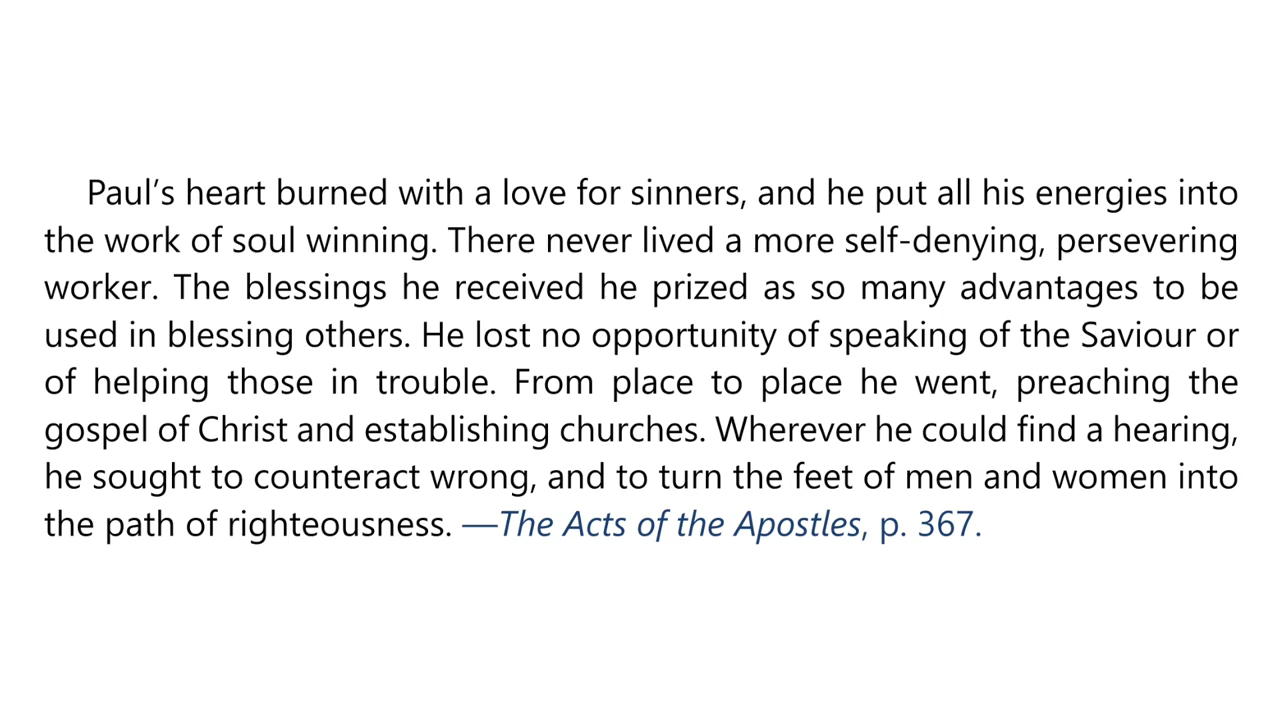 Paul’s heart burned with a love for sinners, and he put all his energies into
the work of soul winning. There never lived a more self-denying, persevering
worker. The blessings he received he prized as so many advantages to be
used in blessing others. He lost no opportunity of speaking of the Saviour or
of helping those in trouble. From place to place he went, preaching the
gospel of Christ and establishing churches. Wherever he could find a hearing,
he sought to counteract wrong, and to turn the feet of men and women into
the path of righteousness. —The Acts of the Apostles, p. 367.